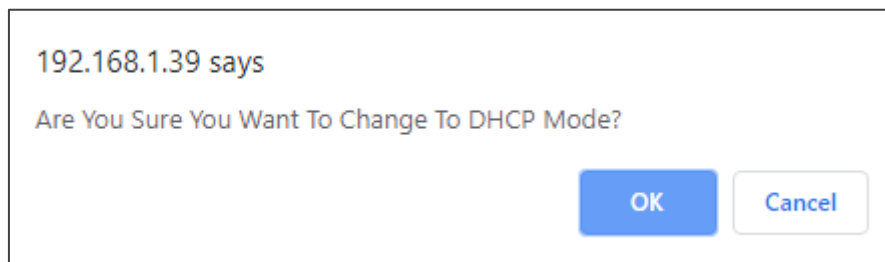 192.168.1.39 says
Are You Sure You Want To Change To DHCP Mode?
OK
Cancel